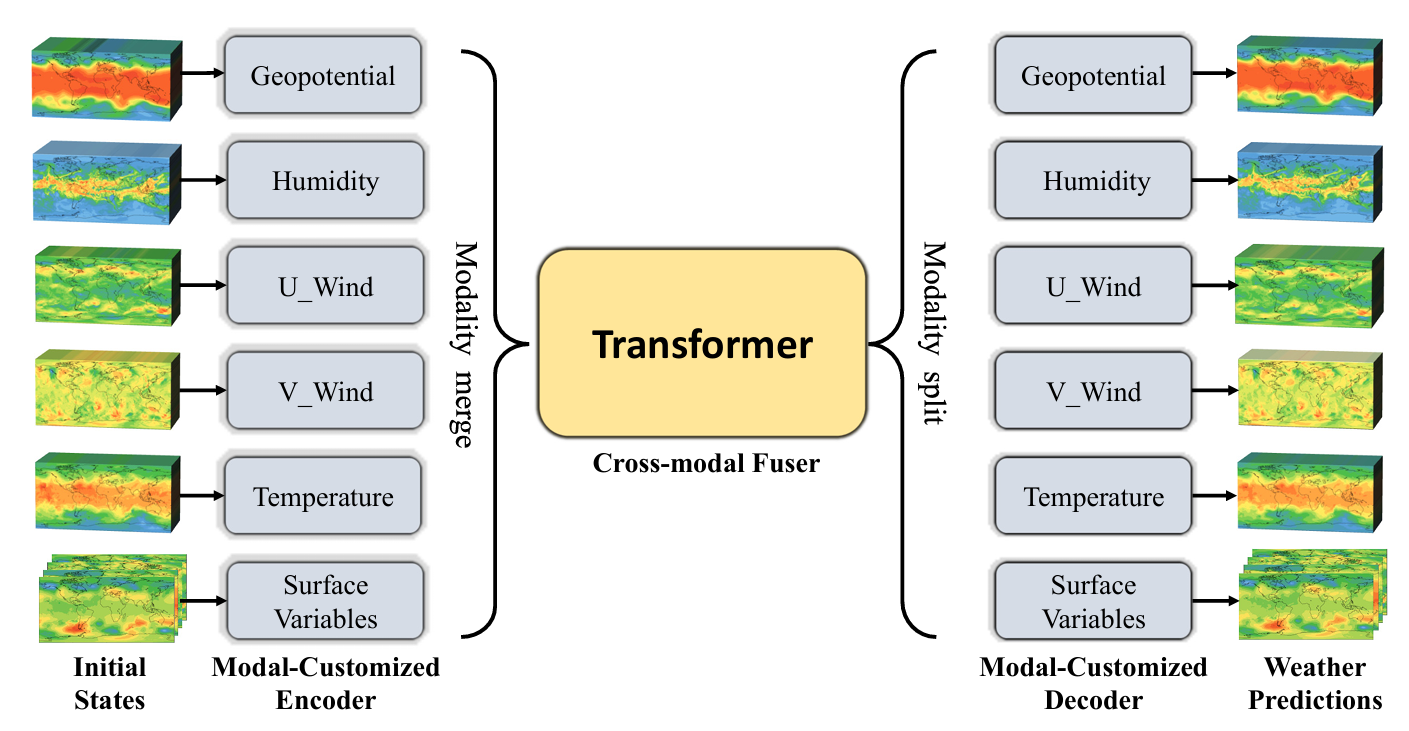 Geopotential
Humidity
U_Wind
V_Wind
Temperature
Surface
Variables
Initial
States
Modal-Customized
Encoder
Modality merge
Transformer
Cross-modal Fuser
Modality split
Geopotential
Humidity
U_Wind
V_Wind
Temperature
Surface
Variables
Modal-Customized
Decoder
Weather
Predictions